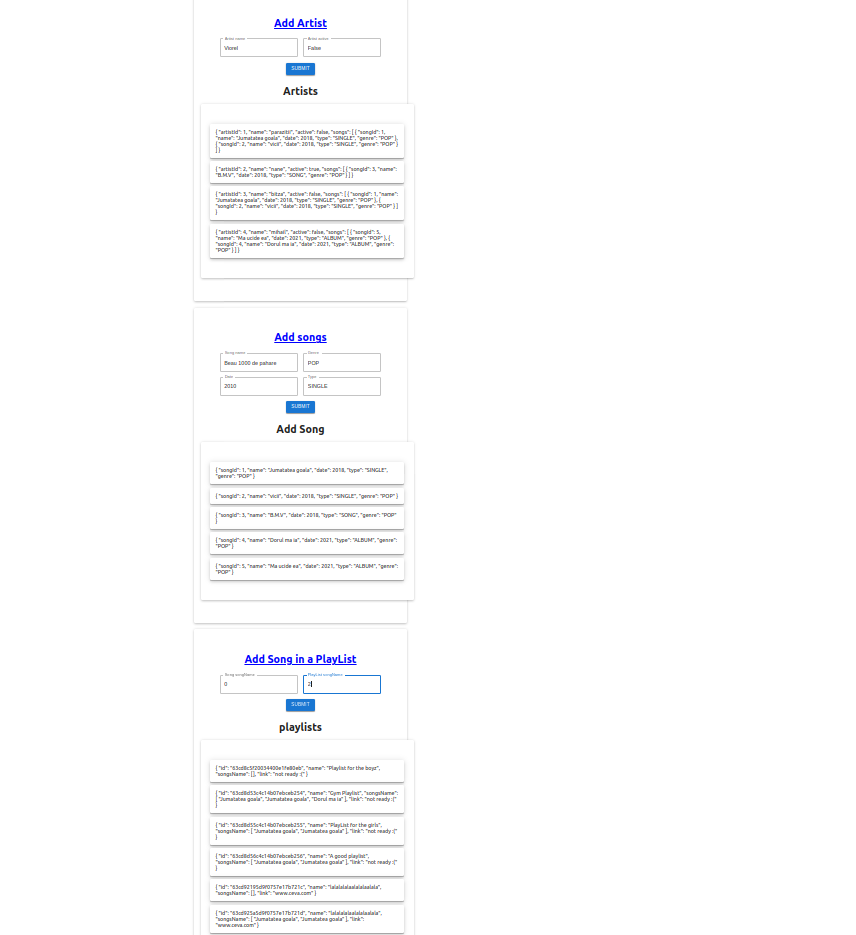 Add Artist
Artist name
Artist active
Viorel
False
SUBMIT
Artists
{ "artistId": 1, "name": "parazitii", "active": false, "songs": [ { "songId": 1,
"name": "Jumatatea goala", "date": 2018, "type": "SINGLE", "genre": "POP" },
{ "songId": 2, "name": "vicii", "date": 2018, "type": "SINGLE", "genre": "POP" }
] }
{ "artistId": 2, "name": "nane", "active": true, "songs": [ { "songId": 3, "name":
"B.M.V", "date": 2018, "type": "SONG", "genre": "POP" } ] }
{ "artistId": 3, "name": "bitza", "active": false, "songs": [ { "songId": 1, "name":
"Jumatatea goala", "date": 2018, "type": "SINGLE", "genre": "POP" }, {
"songId": 2, "name": "vicii", "date": 2018, "type": "SINGLE", "genre": "POP" } ]
}
{ "artistId": 4, "name": "mihail", "active": false, "songs": [ { "songId": 5,
"name": "Ma ucide ea", "date": 2021, "type": "ALBUM", "genre": "POP" }, {
"songId": 4, "name": "Dorul ma ia", "date": 2021, "type": "ALBUM", "genre":
"POP" } ] }
Add songs
Song name
Genre
Beau 1000 de pahare
POP
Date
Type
2010
SINGLE
SUBMIT
Add Song
{ "songId": 1, "name": "Jumatatea goala", "date": 2018, "type": "SINGLE",
"genre": "POP" }
{ "songId": 2, "name": "vicii", "date": 2018, "type": "SINGLE", "genre": "POP" }
{ "songId": 3, "name": "B.M.V", "date": 2018, "type": "SONG", "genre": "POP"
}
{ "songId": 4, "name": "Dorul ma ia", "date": 2021, "type": "ALBUM", "genre":
"POP" }
{ "songId": 5, "name": "Ma ucide ea", "date": 2021, "type": "ALBUM", "genre":
"POP" }
Add Song in a PlayList
Song songName
PlayList songName
0
2
SUBMIT
playlists
"name": "Playlist for the boyz",
"songsName": [], "link": "not ready :(" }
{ "id": "63cd8d53c4c14b07ebceb254", "name": "Gym Playlist", "songsName":
[ "Jumatatea goala", "Jumatatea goala", "Dorul ma ia" ], "link": "not ready :("
}
{ "id": "63cd8d55c4c14b07ebceb255", "name": "PlayList for the girls",
"songsName": [ "Jumatatea goala", "Jumatatea goala" ], "link": "not ready :("
}
{ "id": "63cd8d56c4c14b07ebceb256", "name": "A good playlist",
"songsName": [ "Jumatatea goala", "Jumatatea goala" ], "link": "not ready :("
}
"name":
"songsName": [], "link": "www.ceva.com" }
"name":
"songsName": [ "Jumatatea goala", "Jumatatea goala" ], "link":
"www.ceva.com" }